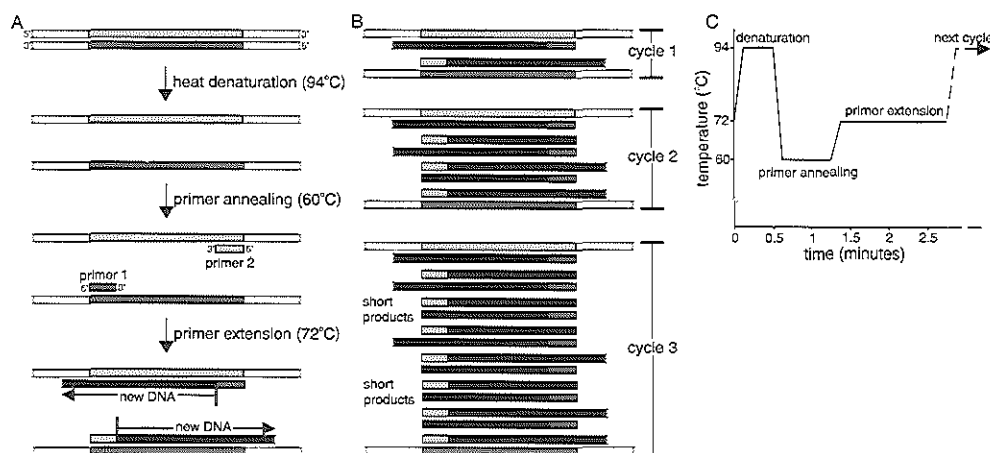 A
5' 3'
3' 5'
heat denaturation (94°C)
primer annealing (60°C)
3' 5'
primer 2
primer 1
5' 3'
primer extension (72°C)
new DNA
new DNA
B
cycle 1
cycle 2
short
products
cycle 3
short
products
C
denaturation
next cycle
94
primer extension
72
60
primer annealing
temperature (°C)
0 0.5 1 1.5 2 2.5
time (minutes)